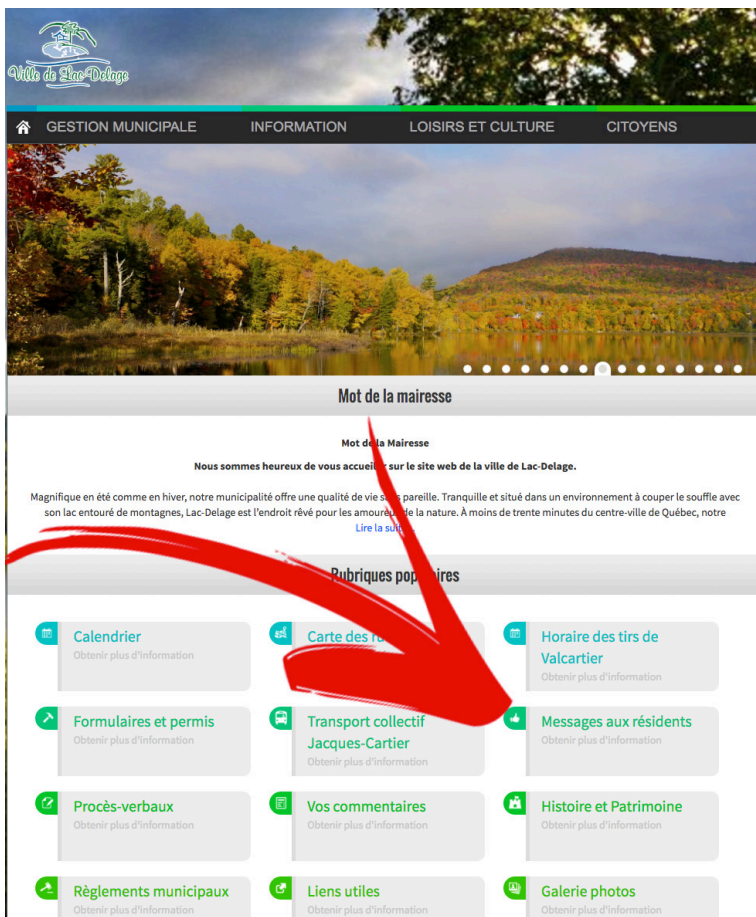 Ville de Lac-Delage
GESTION MUNICIPALE INFORMATION LOISIRS ET CULTURE CITOYENS
Mot de la mairesse
Mot de la Mairesse
Nous sommes heureux de vous accueillir sur le site web de la ville de Lac-Delage.
Magnifique en été comme en hiver, notre municipalité offre une qualité de vie sans pareille. Tranquille et situé dans un environnement à couper le souffle avec
son lac entouré de montagnes, Lac-Delage est l'endroit rêvé pour les amoureux de la nature. À moins de trente minutes du centre-ville de Québec, notre
Lire la suite
Rubriques populaires
Calendrier
Obtenir plus d'information
Carte des
Horaire des tirs de
Valcartier
Obtenir plus d'information
Formulaires et permis
Obtenir plus d'information
Transport collectif
Jacques-Cartier
Obtenir plus d'information
Messages aux résidents
Obtenir plus d'information
Procès-verbaux
Obtenir plus d'information
Vos commentaires
Obtenir plus d'information
Histoire et Patrimoine
Obtenir plus d'information
Règlements municipaux
Obtenir plus d'information
Liens utiles
Obtenir plus d'information
Galerie photos
Obtenir plus d'information